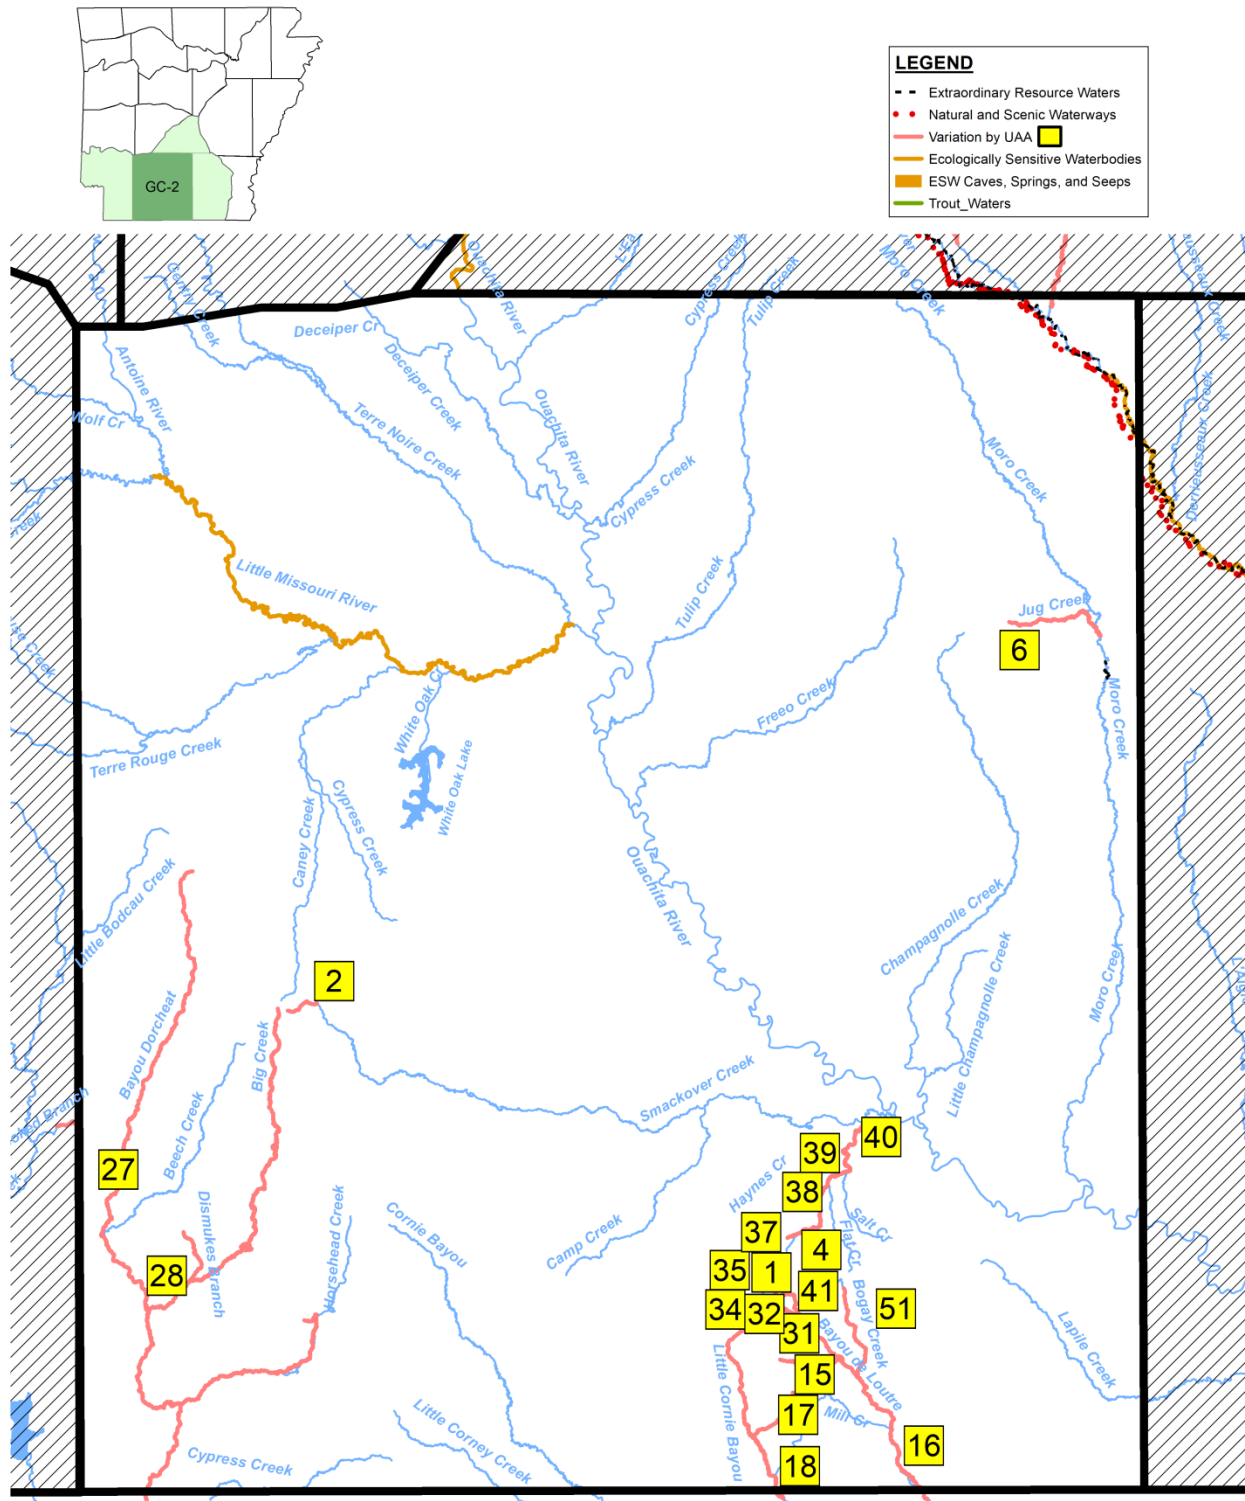 GC-2
LEGEND
Extraordinary Resource Waters
Natural and Scenic Waterways
Variation by UAA
Ecologically Sensitive Waterbodies
ESW Caves, Springs, and Seeps
Trout_Waters
Gentry Creek
Ouachita River
L'Ea
Cypress Creek
Tulip Creek
Moro Creek
Deceiper Cr
Antoine River
Deceiper Creek
Wolf Cr
Terre Noire Creek
Ouachita River
Derrieusseaux Creek
Moro Creek
Cypress Creek
reek
Little Missouri River
Tulip Creek
Jug Creek
6
Creek
White Oak Cr
Freeo Creek
Moro Creek
Terre Rouge Creek
White Oak Lake
Caney Creek
Cypress Creek
Little Bodcau Creek
Ouachita River
Champagnolle Creek
2
Little Champagnolle Creek
Moro Creek
Bayou Dorcheat
Big Creek
Smackover Creek
Branch
Beech Creek
27
39
40
38
Haynes Cr
Dismukes Branch
Horsehead Creek
Cornie Bayou
Camp Creek
Salt Cr
Flat Cr
37
4
28
35
1
41
Bogay Creek
51
34
32
31
Bayou de Loutre
Lapile Creek
Little Cornie Bayou
15
17
Mill Cr
Little Corney Creek
16
Cypress Creek
18